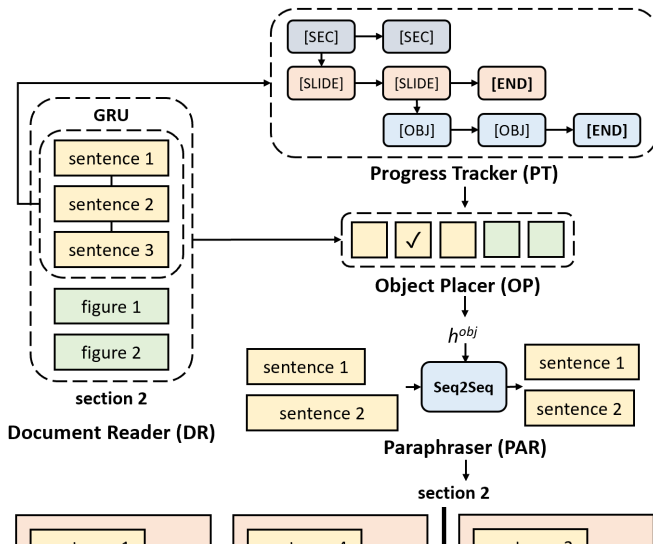 [SEC] [SEC]
[SLIDE] [SLIDE] [END]
[OBJ] [OBJ] [END]
Progress Tracker (PT)
GRU
sentence 1
sentence 2
sentence 3
figure 1
figure 2
section 2
Document Reader (DR)
✓
Object Placer (OP)
h^obj
sentence 1
sentence 2
Seq2Seq
sentence 1
sentence 2
Paraphraser (PAR)
section 2